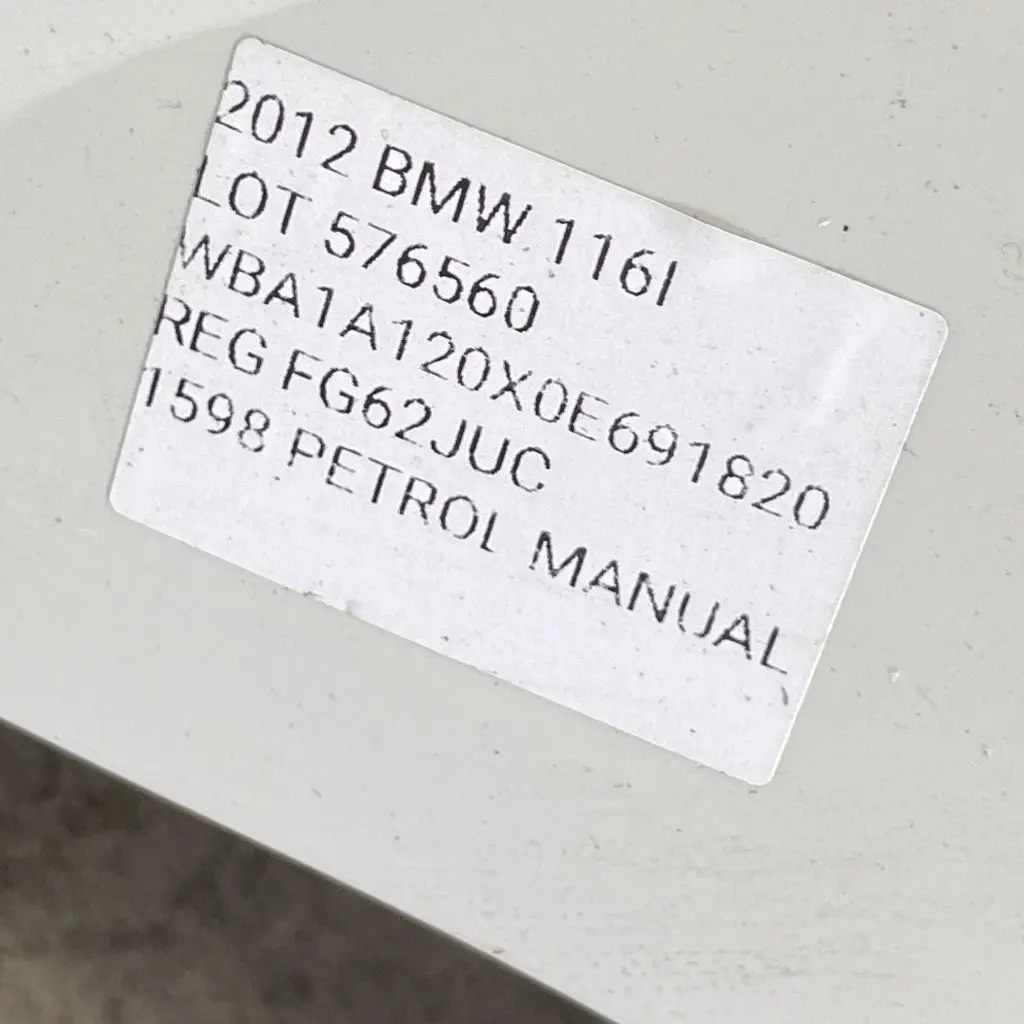 2012 BMW 116I
LOT 576560
WBA1A120X0E691820
REG FG62JUC
1598 PETROL MANUAL